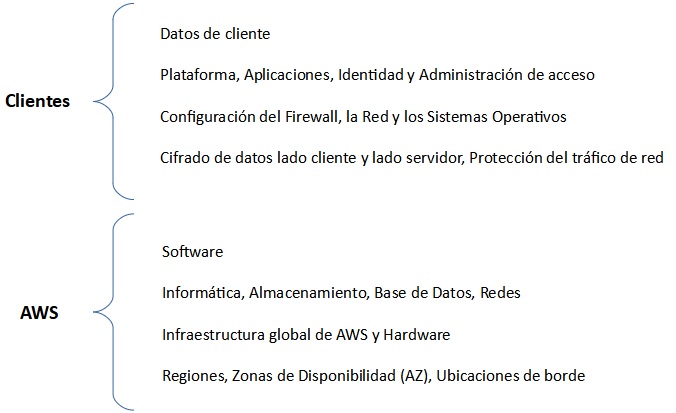 Clientes
Datos de cliente
Plataforma, Aplicaciones, Identidad y Administración de acceso
Configuración del Firewall, la Red y los Sistemas Operativos
Cifrado de datos lado cliente y lado servidor, Protección del tráfico de red
AWS
Software
Informática, Almacenamiento, Base de Datos, Redes
Infraestructura global de AWS y Hardware
Regiones, Zonas de Disponibilidad (AZ), Ubicaciones de borde